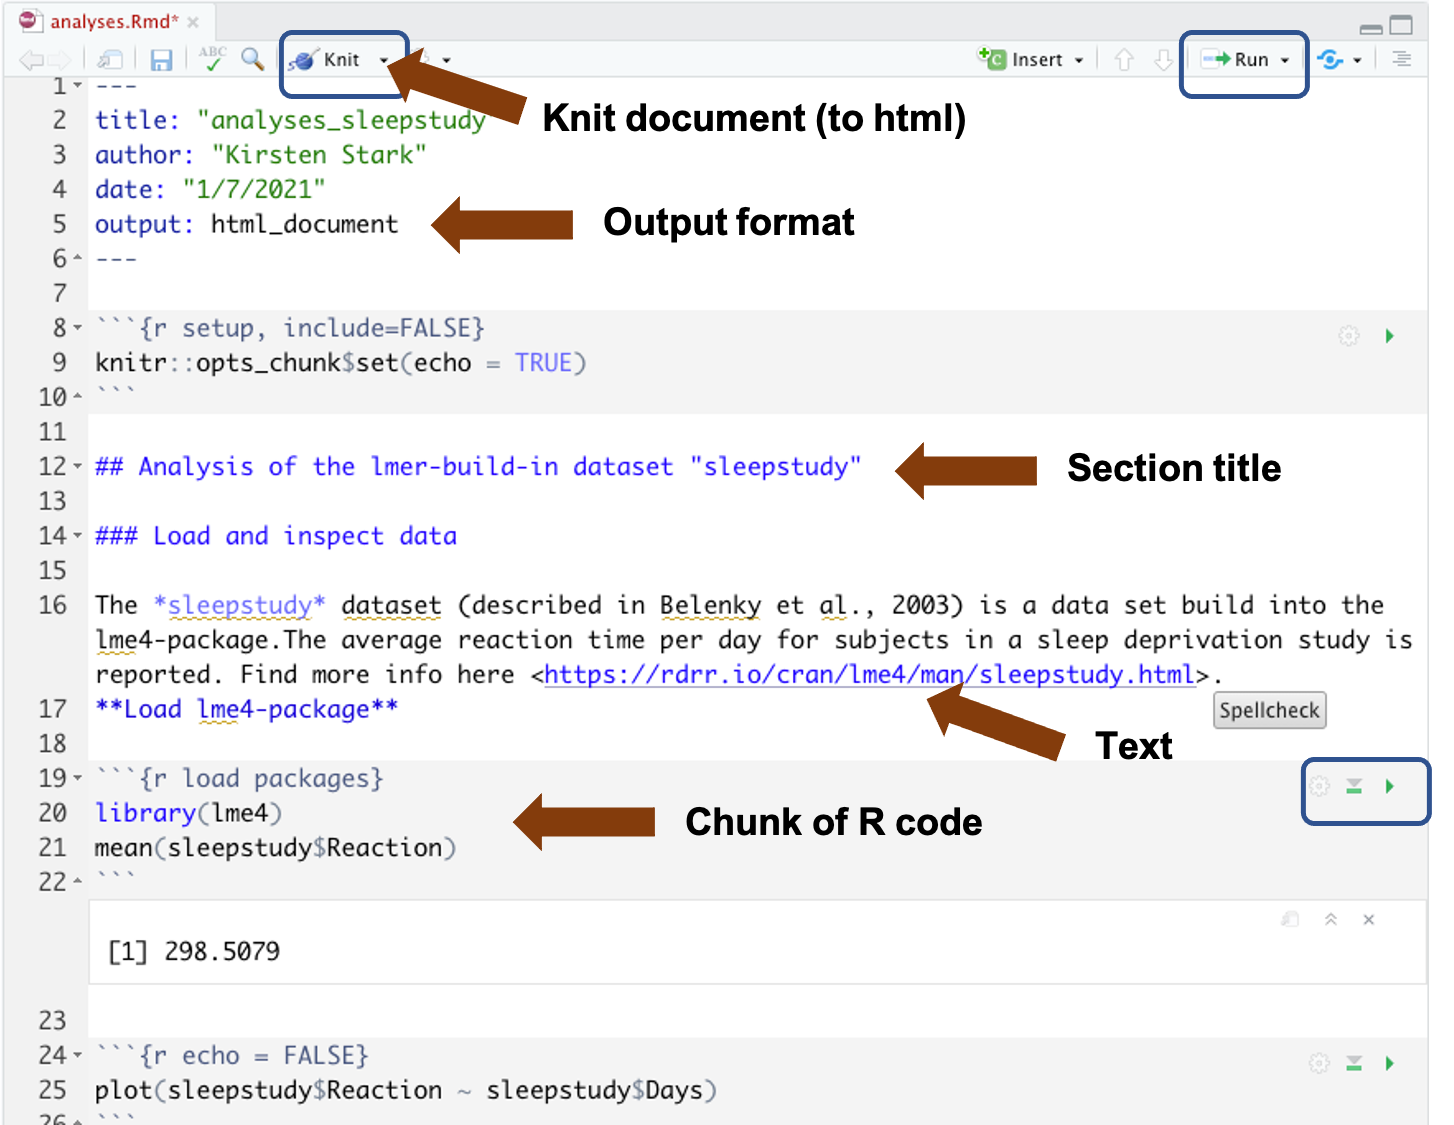 analyses.Rmd*
ABC
Knit
Insert
Run
1 ---
Knit document (to html)
2 title: "analyses_sleepstudy
3 author: "Kirsten Stark"
4 date: "1/7/2021"
5 output: html_document
Output format
6 ---
7
8 ```{r setup, include=FALSE}
9 knitr::opts_chunk$set(echo = TRUE)
10 ```
11
12 ## Analysis of the lmer-build-in dataset "sleepstudy"
Section title
13
14 ### Load and inspect data
15
16 The *sleepstudy* dataset (described in Belenky et al., 2003) is a data set build into the
lme4-package.The average reaction time per day for subjects in a sleep deprivation study is
reported. Find more info here <https://rdrr.io/cran/lme4/man/sleepstudy.html>.
17 **Load lme4-package**
Spellcheck
18
Text
19 ```{r load packages}
20 library(lme4)
Chunk of R code
21 mean(sleepstudy$Reaction)
22 ```
[1] 298.5079
23
24 ```{r echo = FALSE}
25 plot(sleepstudy$Reaction ~ sleepstudy$Days)
26 ```